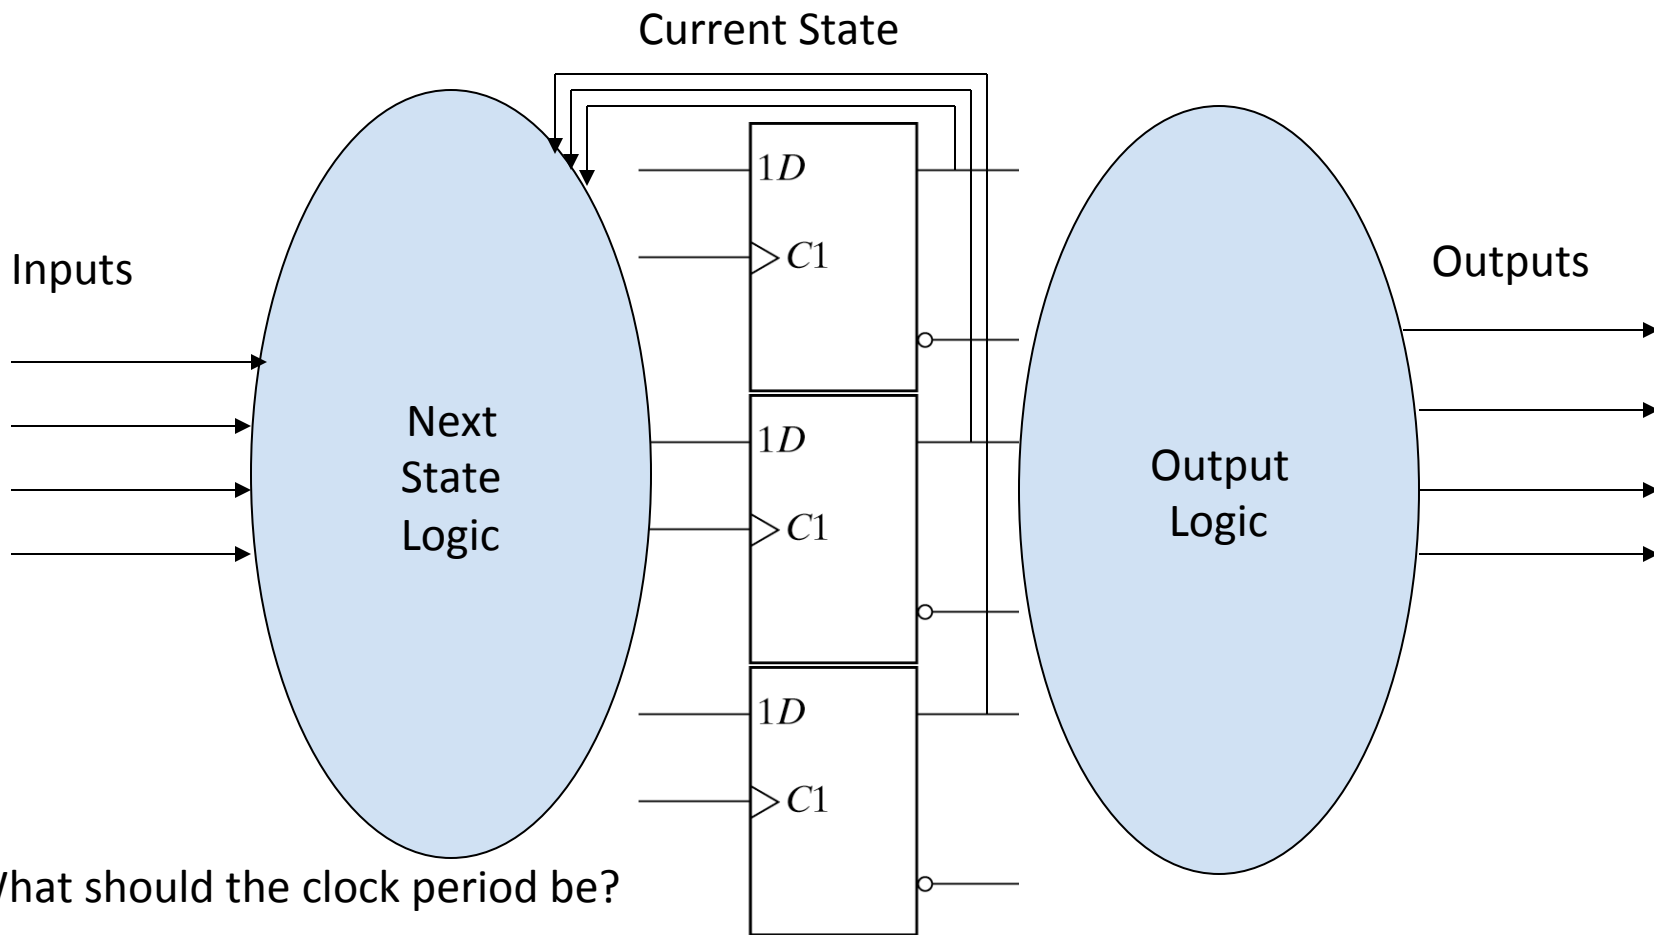 Current State
Inputs
Next
State
Logic
1D
C1
1D
C1
1D
C1
Output
Logic
Outputs
hat should the clock period be?